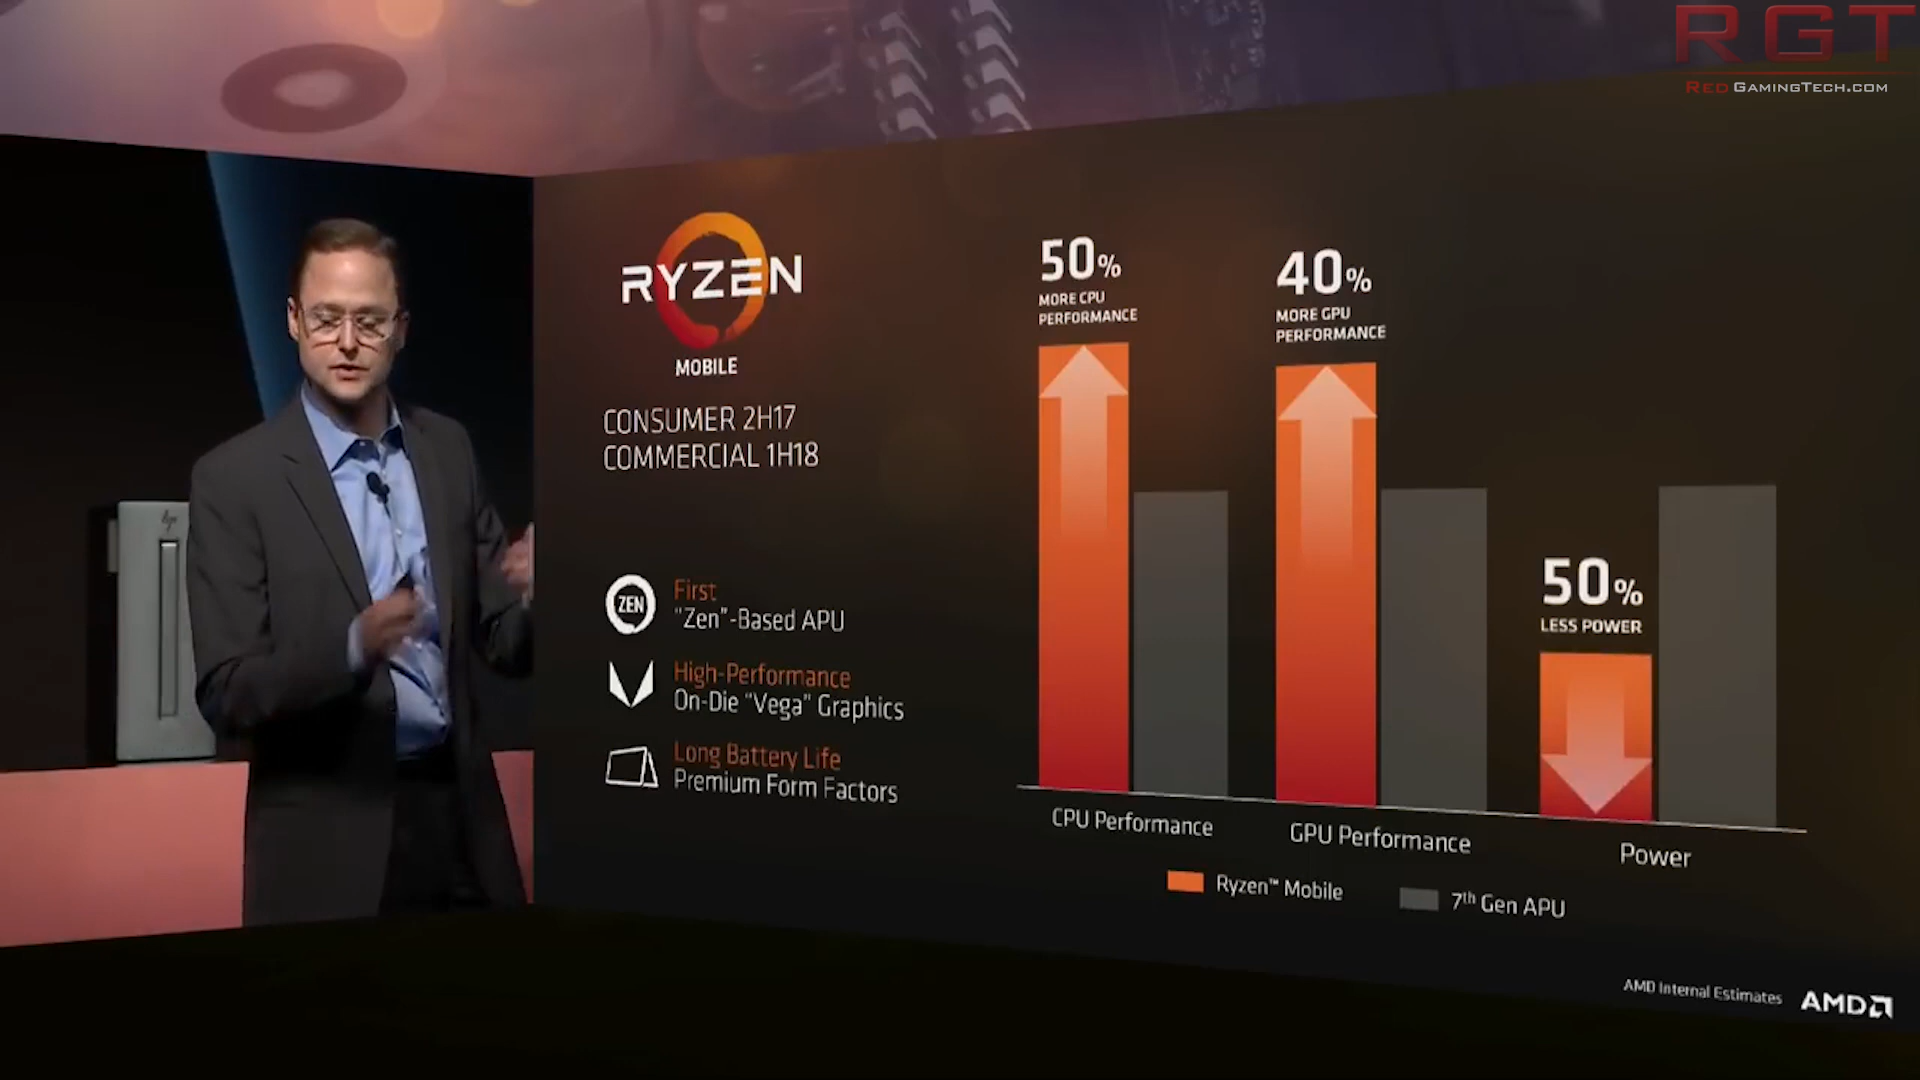 RGT
RedGamingTech.com
RYZEN
MOBILE
CONSUMER 2H17
COMMERCIAL 1H18
ZEN
First
"Zen"-Based APU
High-Performance
On-Die "Vega" Graphics
Long Battery Life
Premium Form Factors
50%
MORE CPU
PERFORMANCE
40%
MORE GPU
PERFORMANCE
50%
LESS POWER
CPU Performance
GPU Performance
Power
Ryzen™ Mobile
7th Gen APU
AMD Internal Estimates
AMD
hp